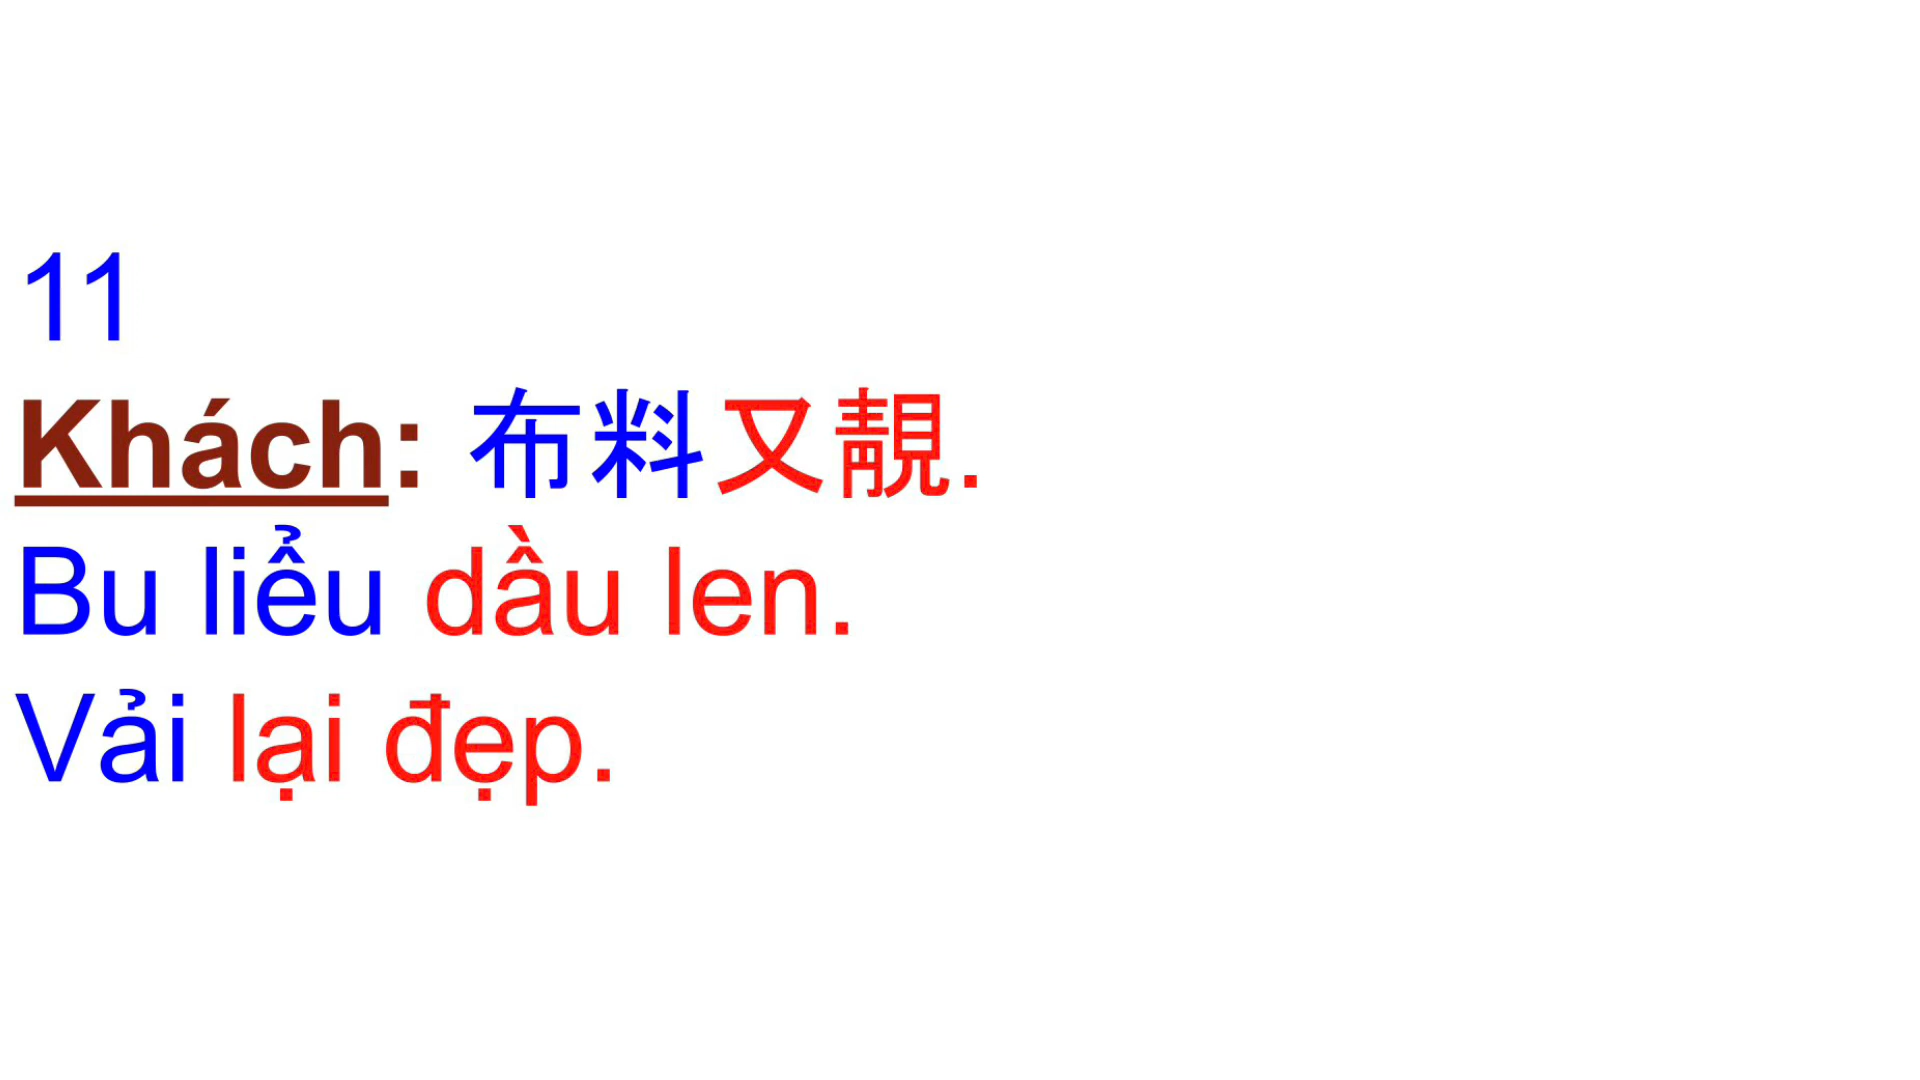 11
Khách: 布料又靚.
Bu liểu dầu len.
Vải lại đẹp.